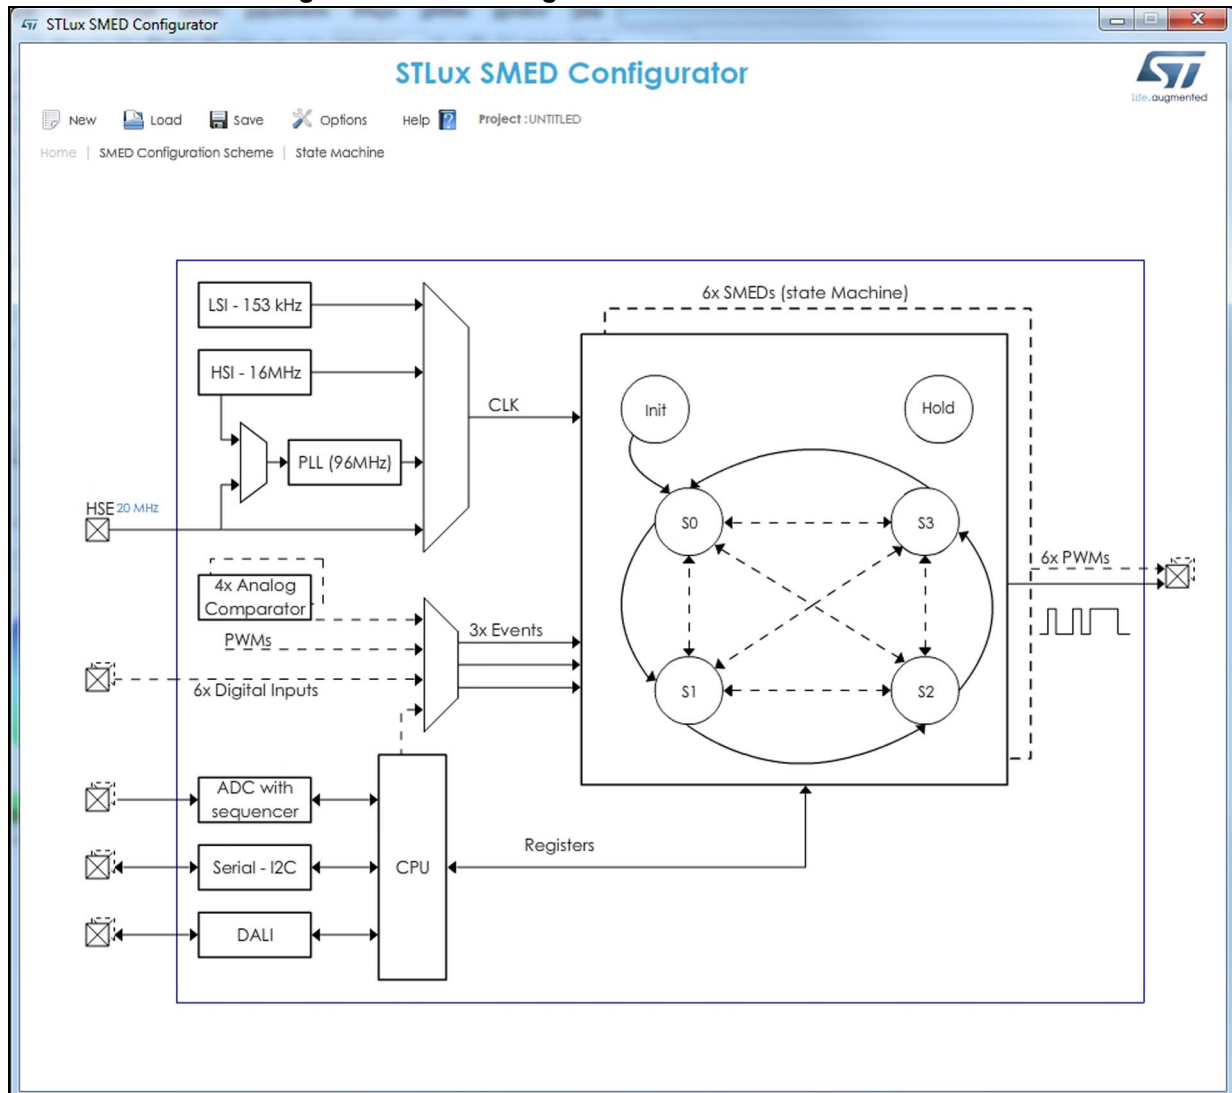 STLux SMED Configurator
STLux SMED Configurator
life.augmented
New Load Save Options Help ? Project : UNTITLED
Home | SMED Configuration Scheme | State Machine
LSI - 153 kHz
6x SMEDs (state Machine)
HSI - 16MHz
CLK
Init
Hold
PLL (96MHz)
HSE 20 MHz
S0
S3
4x Analog
Comparator
6x PWMs
PWMs
3x Events
6x Digital Inputs
S1
S2
ADC with
sequencer
Registers
Serial - I2C
CPU
DALI